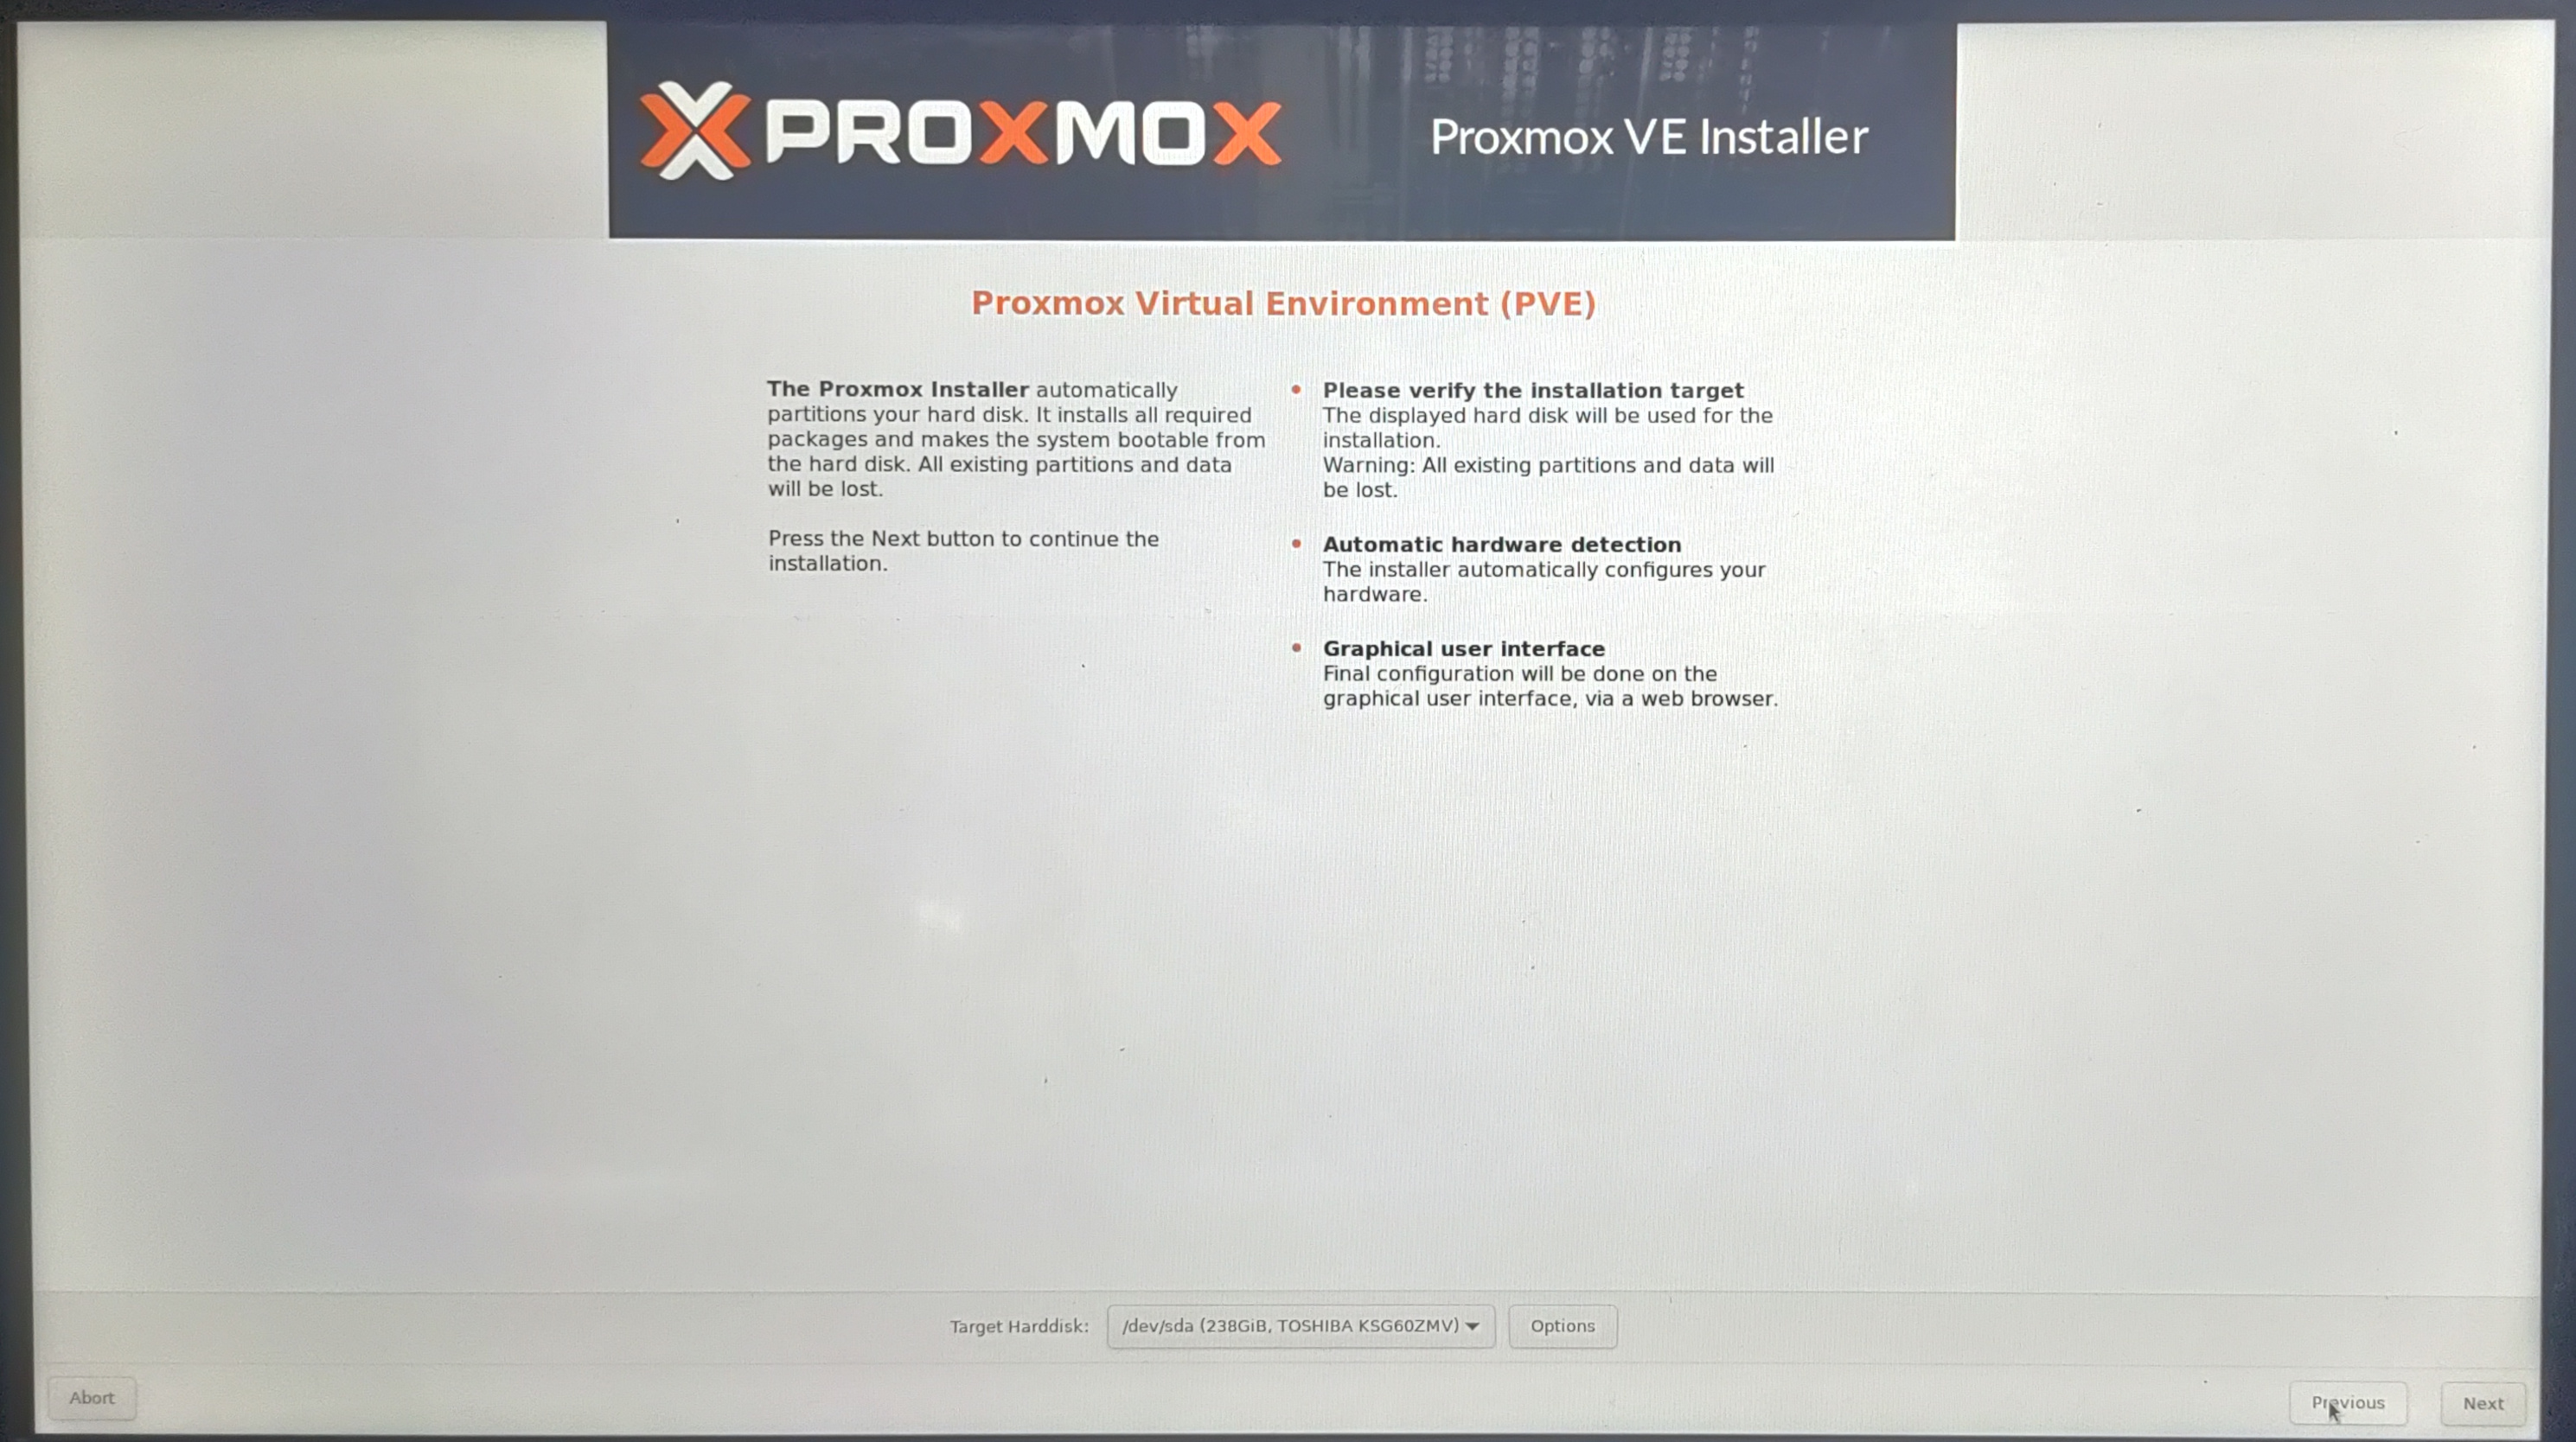 PROXMOX
Proxmox VE Installer
Proxmox Virtual Environment (PVE)
The Proxmox Installer automatically
partitions your hard disk. It installs all required
packages and makes the system bootable from
the hard disk. All existing partitions and data
will be lost.
Press the Next button to continue the
installation.
Please verify the installation target
The displayed hard disk will be used for the
installation.
Warning: All existing partitions and data will
be lost.
Automatic hardware detection
The installer automatically configures your
hardware.
Graphical user interface
Final configuration will be done on the
graphical user interface, via a web browser.
Target Harddisk: /dev/sda (238GiB, TOSHIBA KSG60ZMV) Options
Abort
Previous
Next